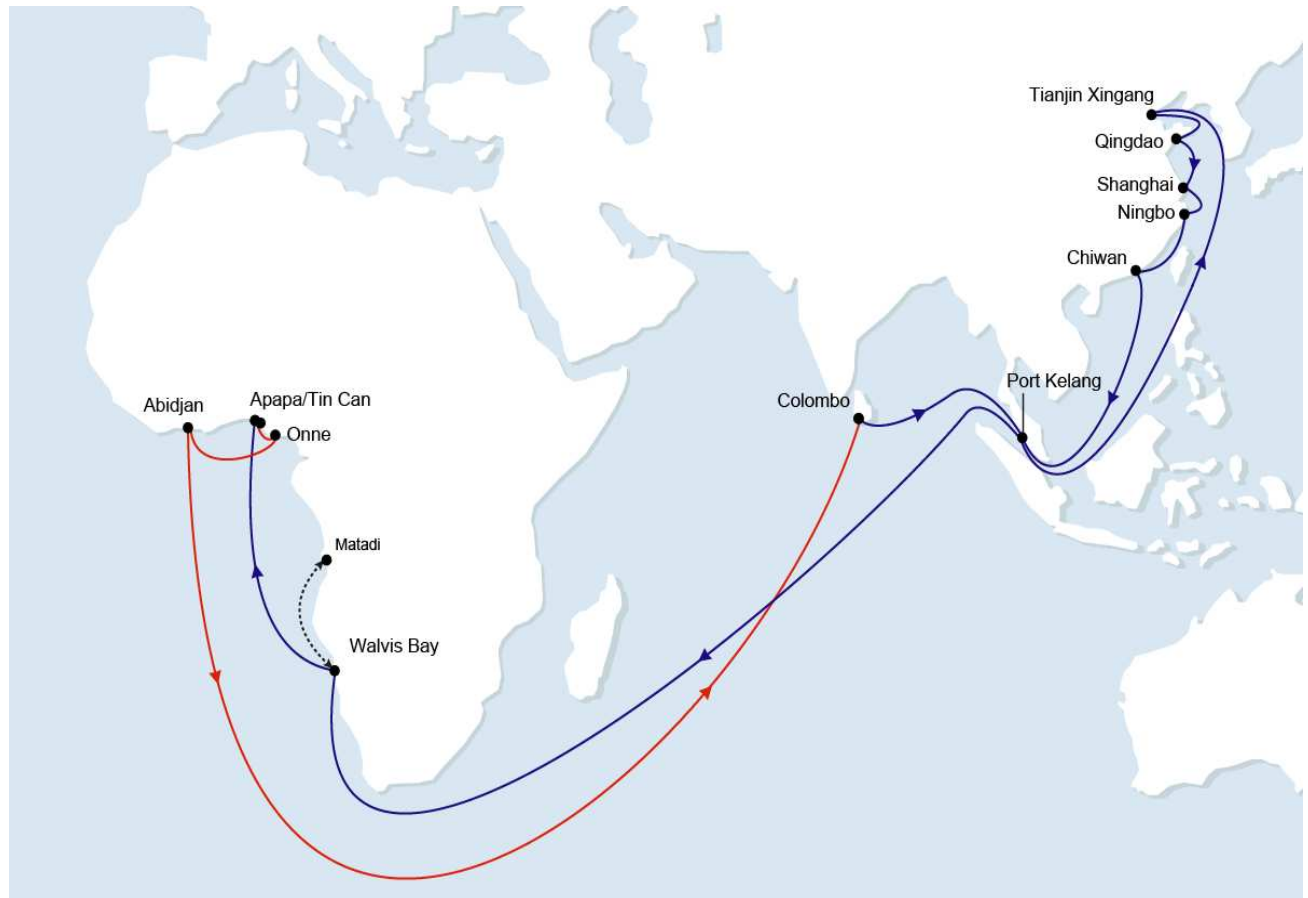 Tianjin Xingang
Qingdao
Shanghai
Ningbo
Chiwan
Port Kelang
Colombo
Apapa/Tin Can
Abidjan
Onne
Matadi
Walvis Bay